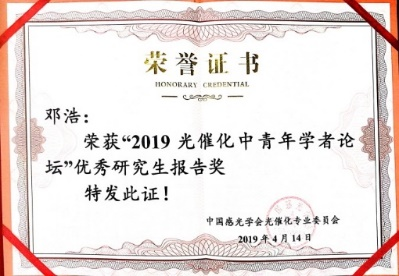 荣誉证书
HONORARY CREDENTIAL
邓浩：
荣获“2019 光催化中青年学者论
坛”优秀研究生报告奖
特发此证！
中国感光学会光催化专业委员会
2019 年 4 月 14 日